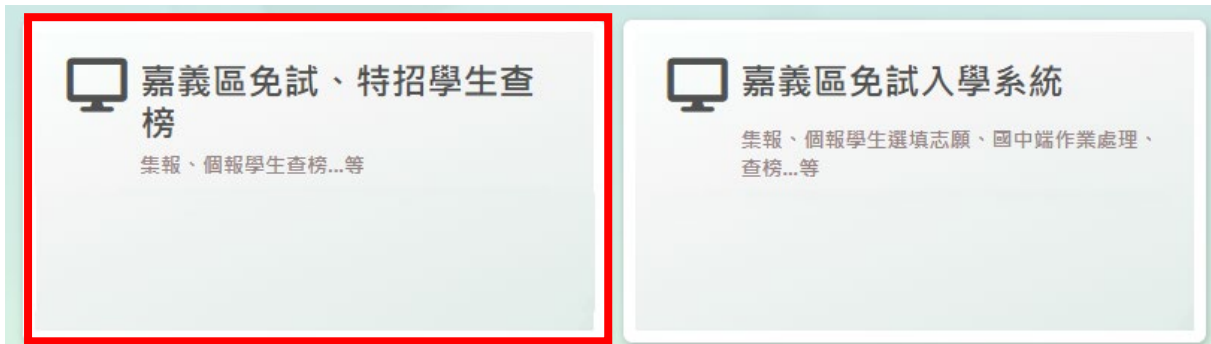 嘉義區免試、特招學生查
榜
集報、個報學生查榜...等
嘉義區免試入學系統
集報、個報學生選填志願、國中端作業處理、
查榜...等